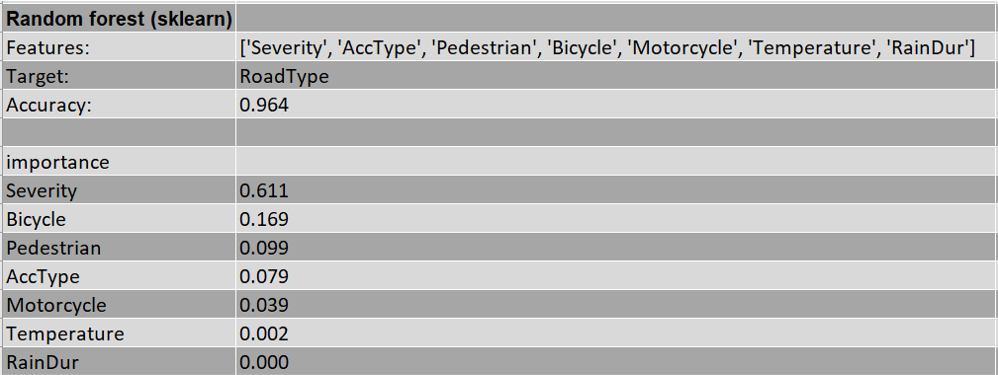 Random forest (sklearn)
Features: ['Severity', 'AccType', 'Pedestrian', 'Bicycle', 'Motorcycle', 'Temperature', 'RainDur']
Target: RoadType
Accuracy: 0.964
importance
Severity 0.611
Bicycle 0.169
Pedestrian 0.099
AccType 0.079
Motorcycle 0.039
Temperature 0.002
RainDur 0.000